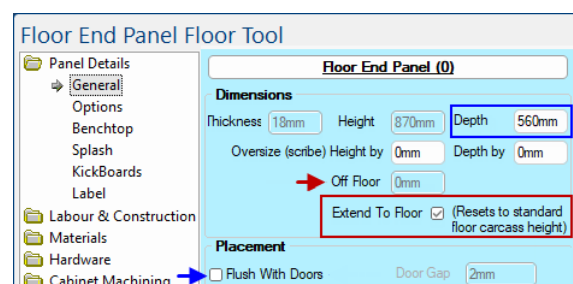 Floor End Panel Floor Tool
Panel Details
General
Options
Benchtop
Splash
KickBoards
Label
Labour & Construction
Materials
Hardware
Cabinet Machining
Floor End Panel (0)
Dimensions
Thickness 18mm Height 870mm Depth 560mm
Oversize (scribe) Height by 0mm Depth by 0mm
Off Floor 0mm
Extend To Floor (Resets to standard
floor carcass height)
Placement
Flush With Doors Door Gap 2mm